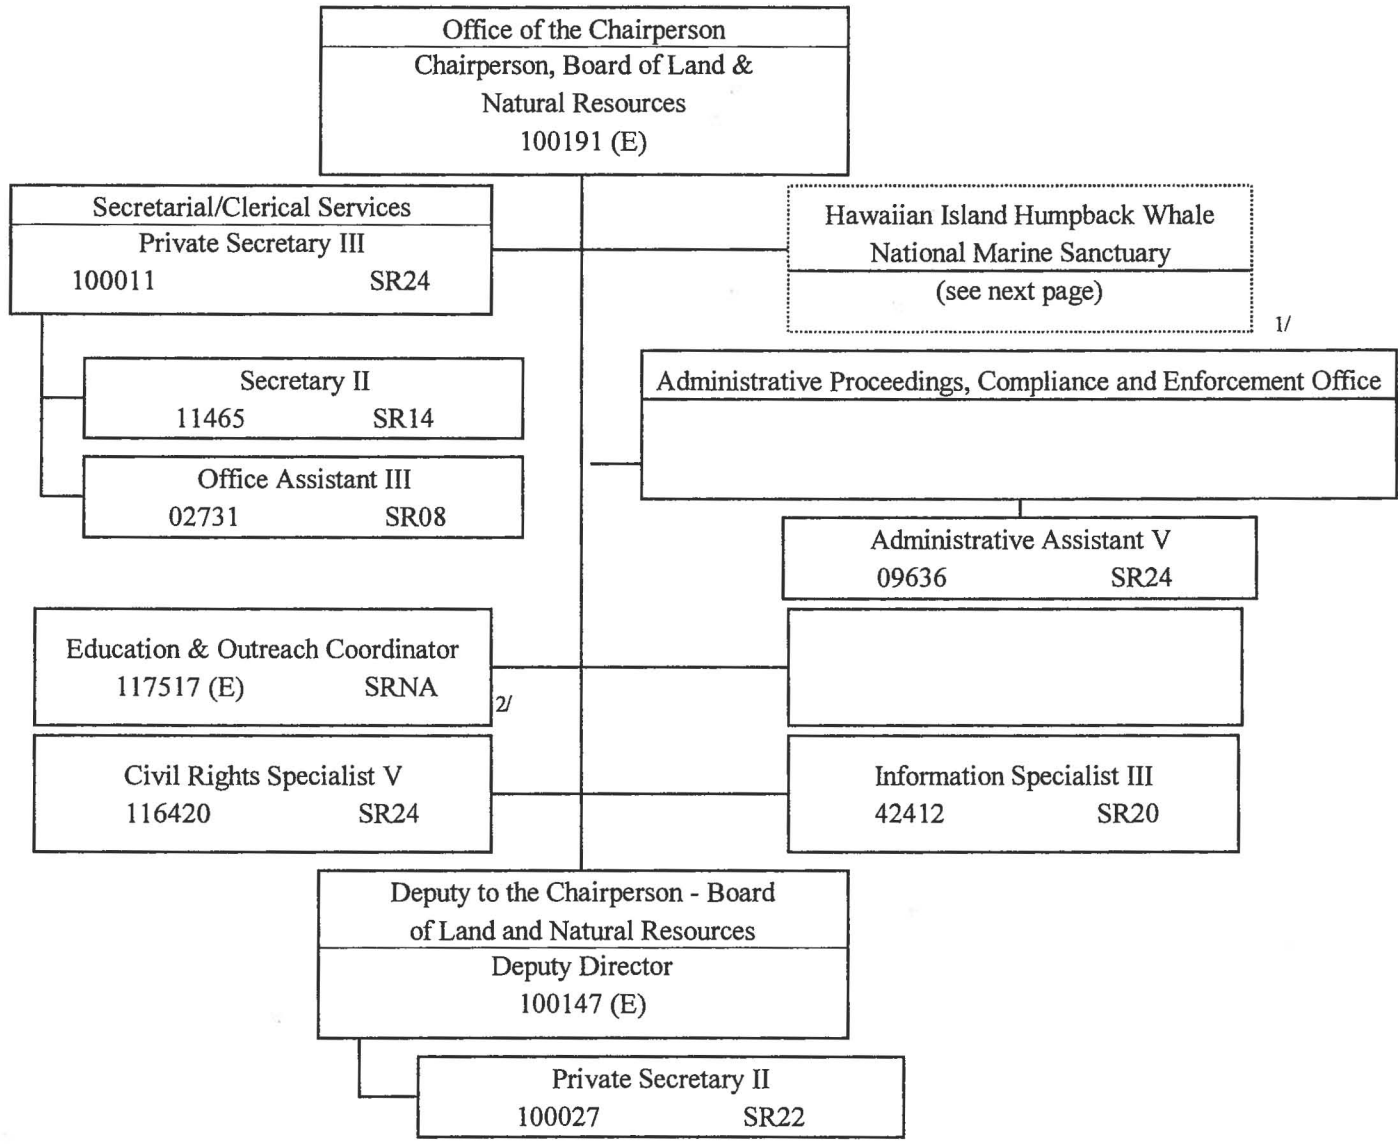 Office of the Chairperson
Chairperson, Board of Land &
Natural Resources
100191 (E)
Secretarial/Clerical Services
Private Secretary III
100011 SR24
Hawaiian Island Humpback Whale
National Marine Sanctuary
(see next page)
1/
Secretary II
11465 SR14
Administrative Proceedings, Compliance and Enforcement Office
Office Assistant III
02731 SR08
Administrative Assistant V
09636 SR24
Education & Outreach Coordinator
117517 (E) SRNA
2/
Civil Rights Specialist V
116420 SR24
Information Specialist III
42412 SR20
Deputy to the Chairperson - Board
of Land and Natural Resources
Deputy Director
100147 (E)
Private Secretary II
100027 SR22